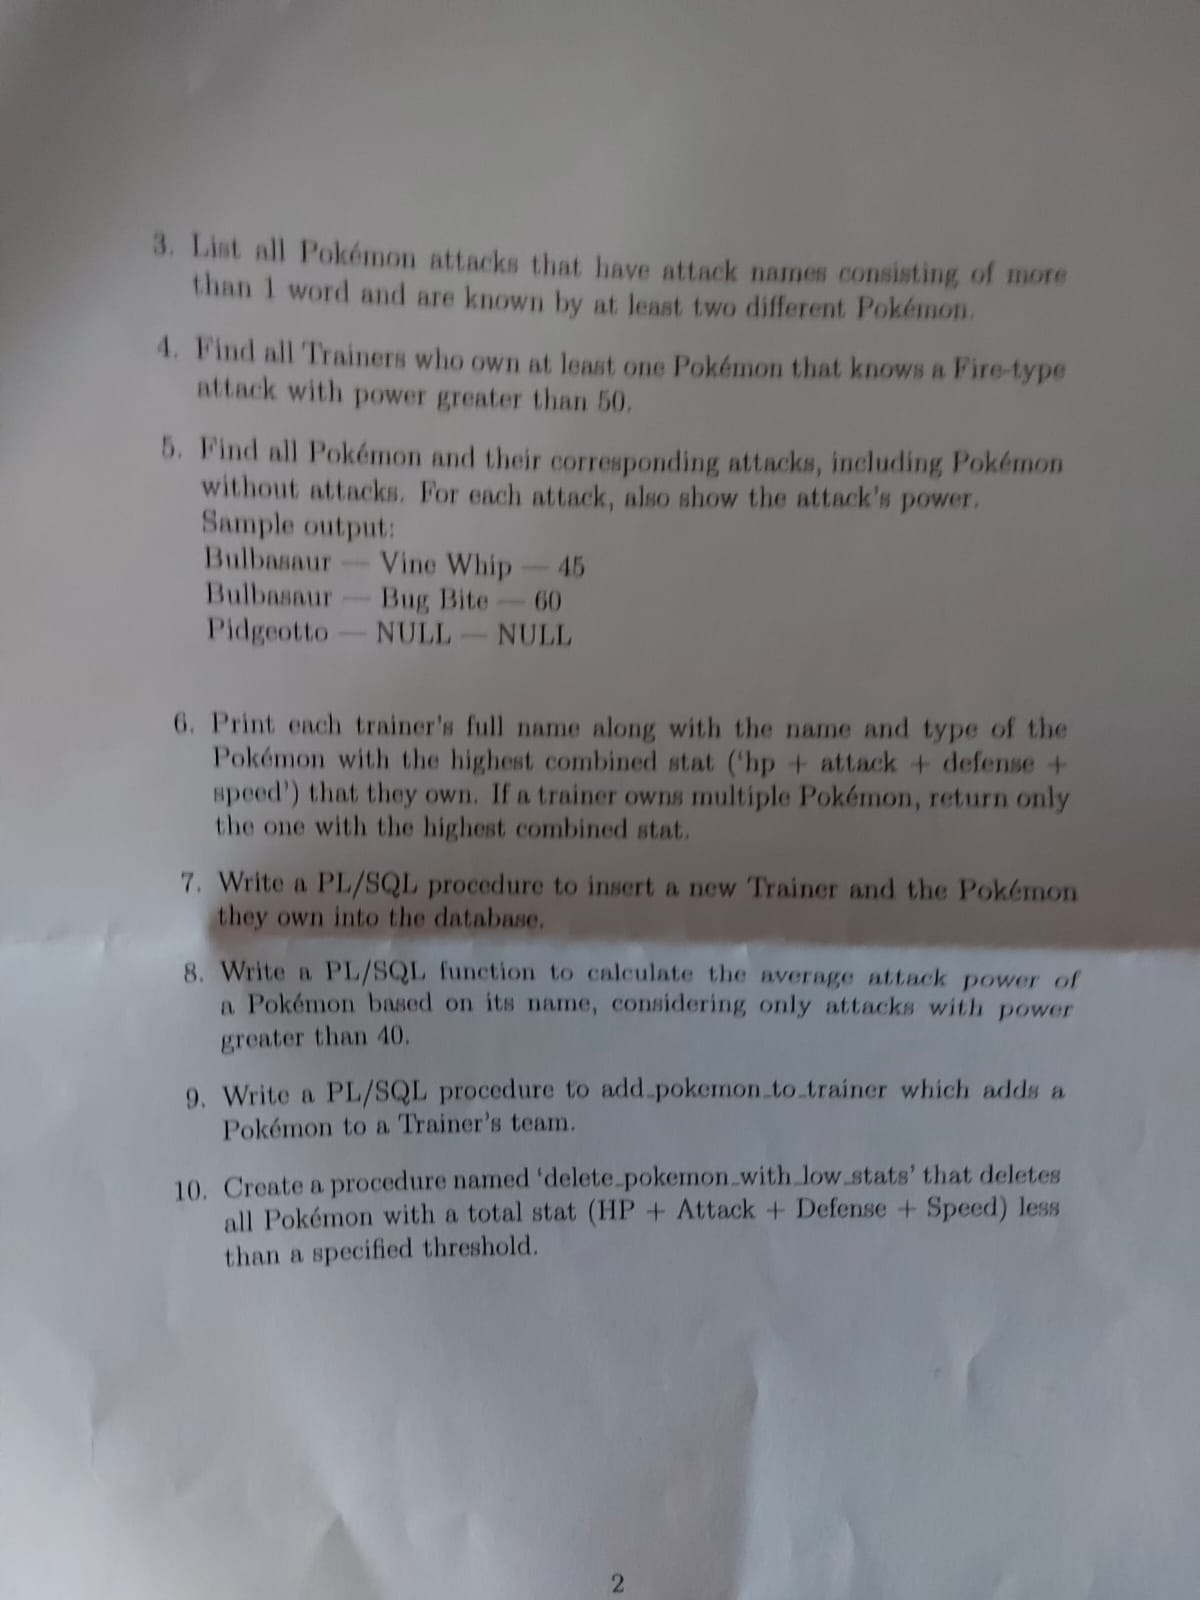 3. List all Pokémon attacks that have attack names consisting of more
than 1 word and are known by at least two different Pokémon.
4. Find all Trainers who own at least one Pokémon that knows a Fire-type
attack with power greater than 50.
5. Find all Pokémon and their corresponding attacks, including Pokémon
without attacks. For each attack, also show the attack's power.
Sample output:
Bulbasaur — Vine Whip — 45
Bulbasaur — Bug Bite — 60
Pidgeotto — NULL — NULL
6. Print each trainer's full name along with the name and type of the
Pokémon with the highest combined stat (‘hp + attack + defense +
speed’) that they own. If a trainer owns multiple Pokémon, return only
the one with the highest combined stat.
7. Write a PL/SQL procedure to insert a new Trainer and the Pokémon
they own into the database.
8. Write a PL/SQL function to calculate the average attack power of
a Pokémon based on its name, considering only attacks with power
greater than 40.
9. Write a PL/SQL procedure to add_pokemon_to_trainer which adds a
Pokémon to a Trainer's team.
10. Create a procedure named ‘delete_pokemon_with_low_stats’ that deletes
all Pokémon with a total stat (HP + Attack + Defense + Speed) less
than a specified threshold.
2